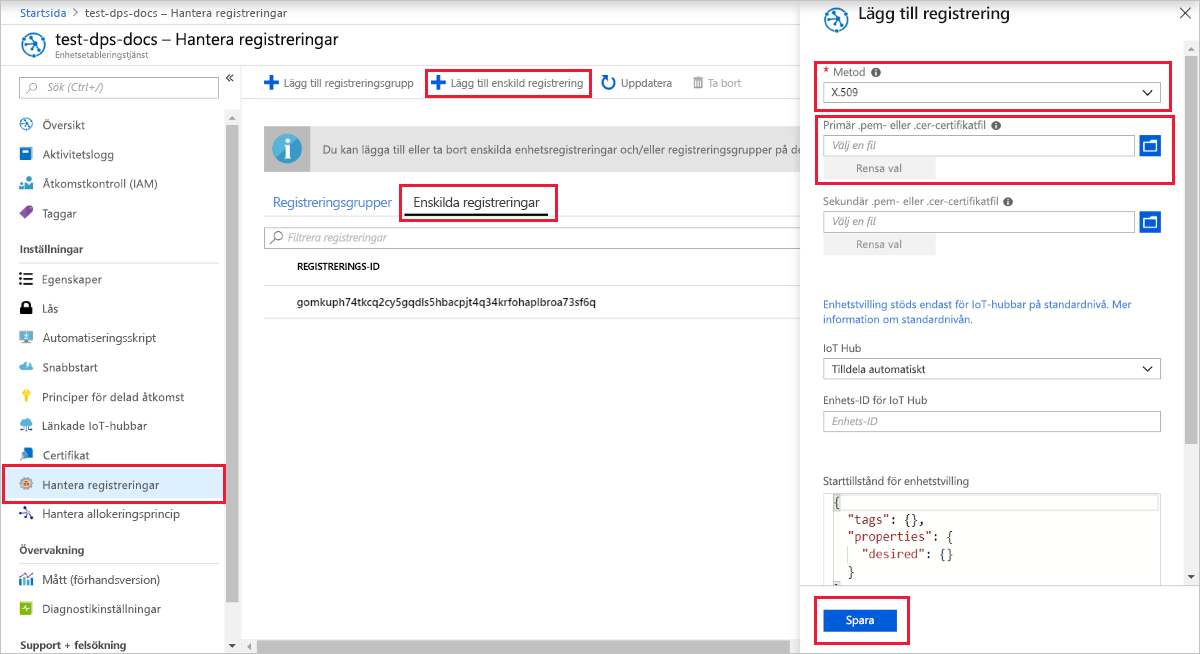 Startsida > test-dps-docs – Hantera registreringar
test-dps-docs – Hantera registreringar
Enhetsetableringstjänst
Sök (Ctrl+/)
«
Översikt
Aktivitetslogg
Åtkomstkontroll (IAM)
Taggar
Inställningar
Egenskaper
Lås
Automatiseringsskript
Snabbstart
Principer för delad åtkomst
Länkade IoT-hubbar
Certifikat
Hantera registreringar
Hantera allokeringsprincip
Övervakning
Mått (förhandsversion)
Diagnostikinställningar
Support + felsökning
Lägg till registreringsgrupp
Lägg till enskild registrering
Uppdatera
Ta bort
Du kan lägga till eller ta bort enskilda enhetsregistreringar och/eller registreringsgrupper på de
Registreringsgrupper
Enskilda registreringar
Filtrera registreringar
REGISTRERINGS-ID
gomkuph74tkcq2cy5gqdls5hbacpjt4q34krfohaplbroa73sf6q
Lägg till registrering
* Metod
X.509
Primär .pem- eller .cer-certifikatfil
Välj en fil
Rensa val
Sekundär .pem- eller .cer-certifikatfil
Välj en fil
Rensa val
Enhetstvilling stöds endast för IoT-hubbar på standardnivå. Mer
information om standardnivån.
IoT Hub
Tilldela automatiskt
Enhets-ID för IoT Hub
Enhets-ID
Starttillstånd för enhetstvilling
{
"tags": {},
"properties": {
"desired": {}
}
Spara